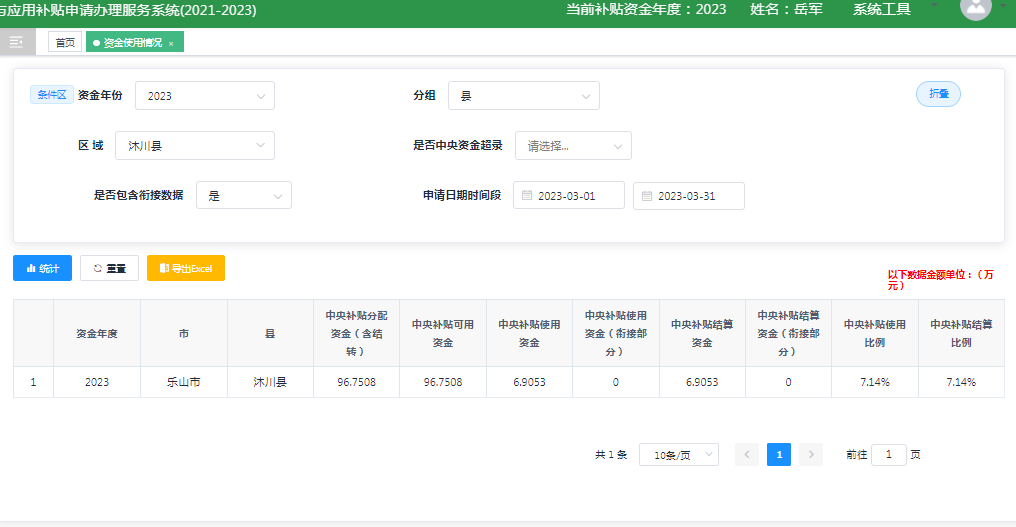 与应用补贴申请办理服务系统(2021-2023)
当前补贴资金年度：2023 姓名：岳军 系统工具
首页 资金使用情况 ×
条件区 资金年份 2023 分组 县 折叠
区 域 沐川县 是否中央资金超录 请选择...
是否包含衔接数据 是 申请日期时间段 2023-03-01 2023-03-31
统计 重置 导出Excel
以下数据金额单位：（万
元）
资金年度 市 县 中央补贴分配资金（含结转） 中央补贴可用资金 中央补贴使用资金 中央补贴使用资金（衔接部分） 中央补贴结算资金 中央补贴结算资金（衔接部分） 中央补贴使用比例 中央补贴结算比例
1 2023 乐山市 沐川县 96.7508 96.7508 6.9053 0 6.9053 0 7.14% 7.14%
共 1 条 10条/页 1 前往 1 页